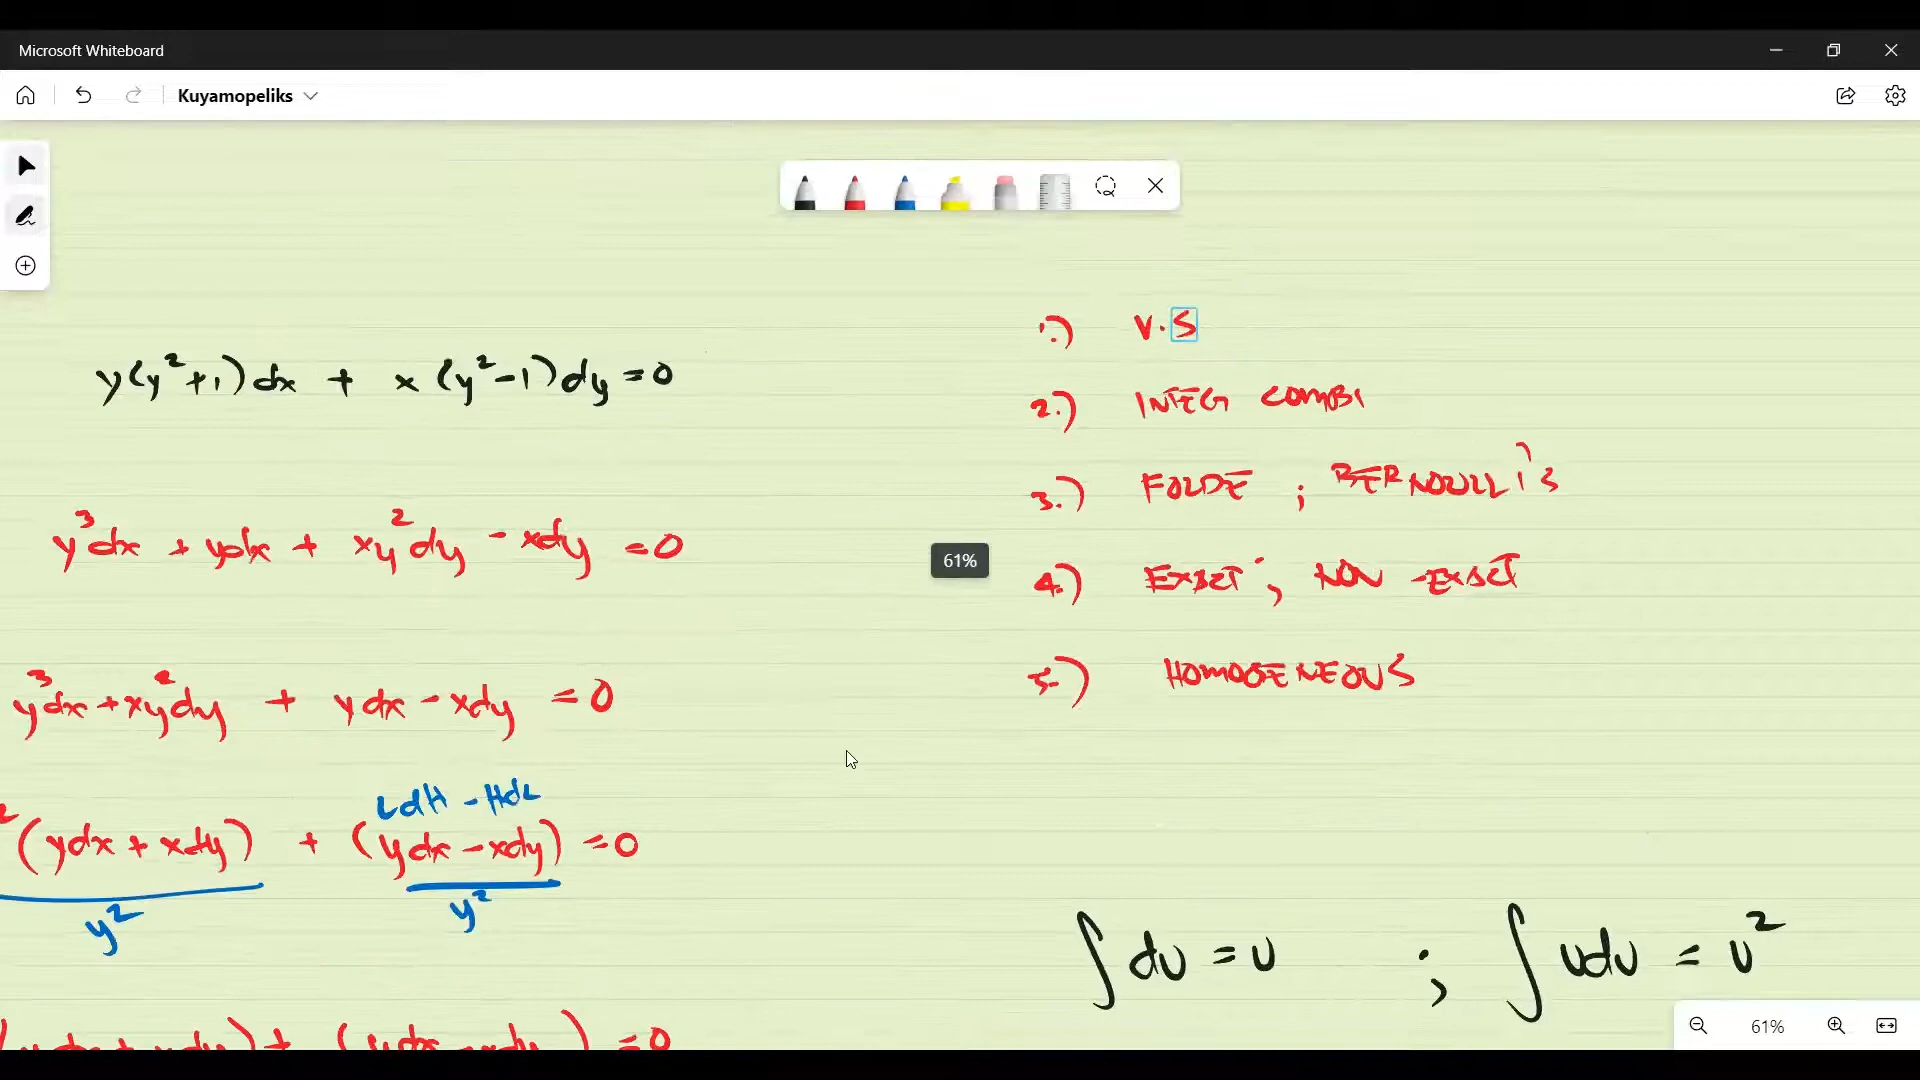 Microsoft Whiteboard
Kuyamopeliks
y(y²+1)dx + x(y²-1)dy=0
y³dx + ydx + xy²dy - xdy =0
y³dx+xy²dy + ydx - xdy =0
LdH - HdL
²(ydx + xdy) + (ydx - xdy) =0
y² y²
=0
1.) V.S
2.) INTEG COMBI
3.) FOLDE ; BERNOULLI'S
4.) EXACT ; NON-EXACT
5.) HOMOGENEOUS
61%
∫du = u ; ∫udu = u²
61%